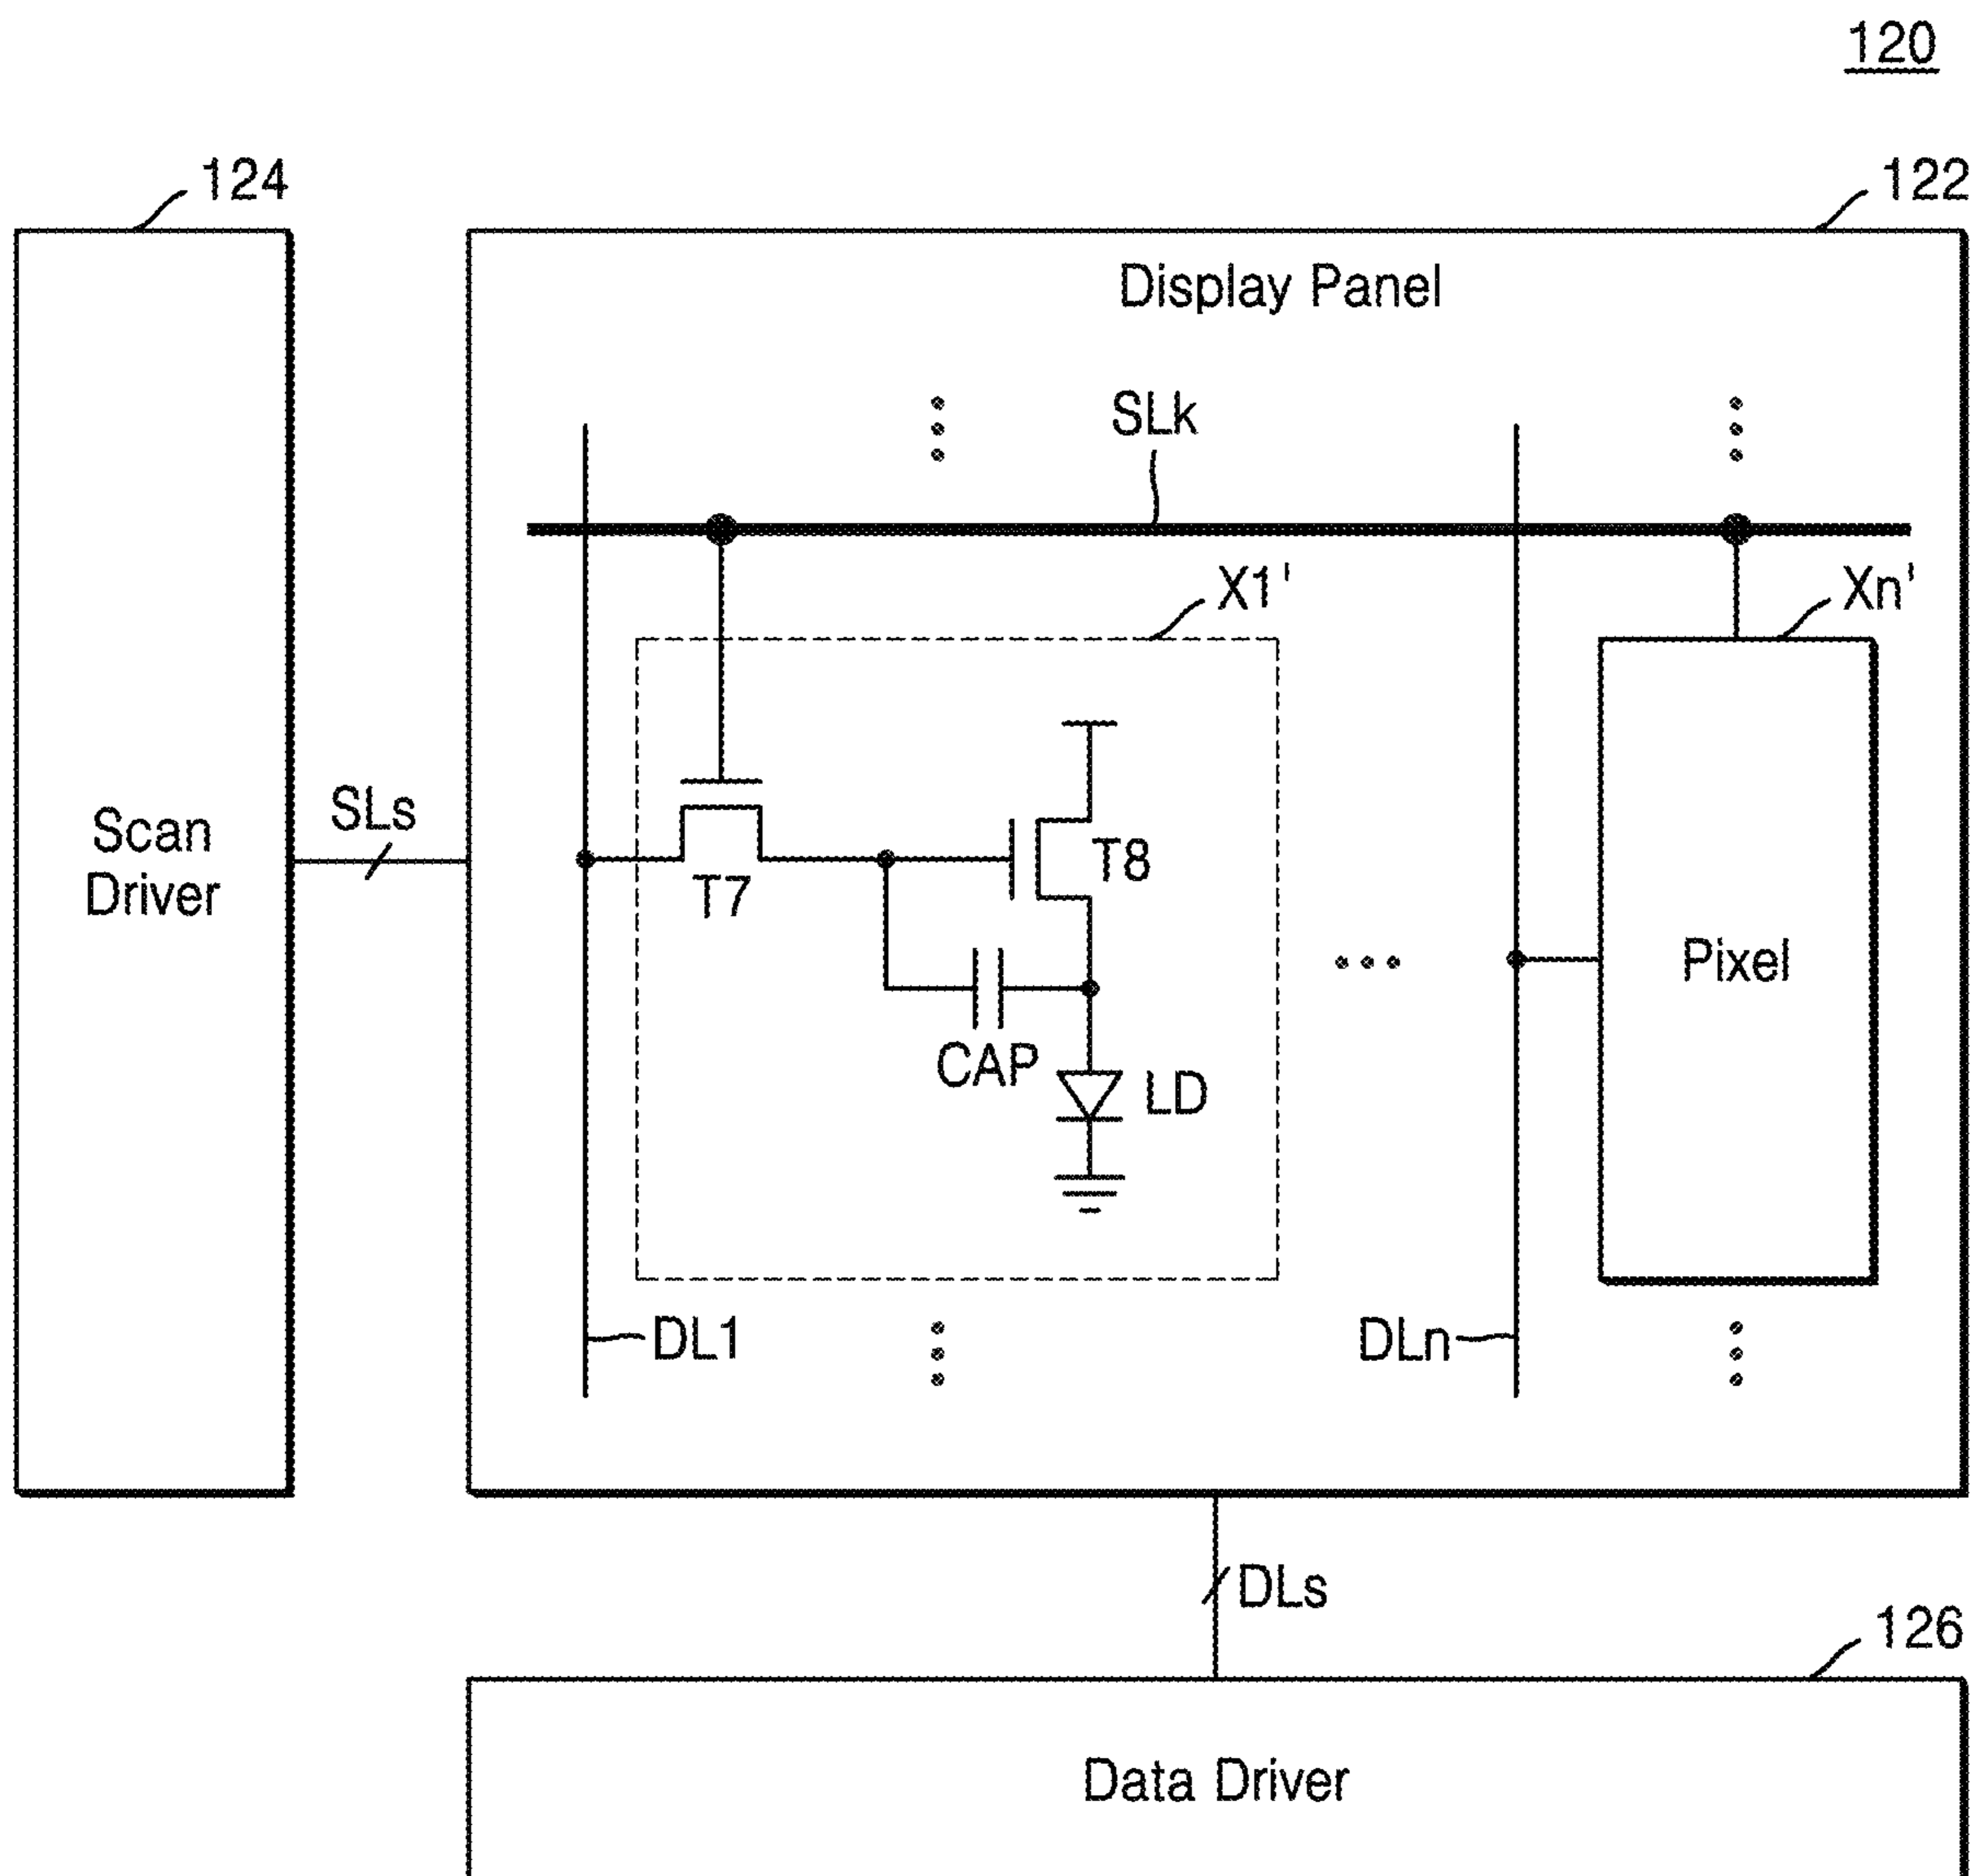 120
124
122
Display Panel
SLk
X1'
Xn'
SLs
Scan
Driver
T7
T8
Pixel
CAP
LD
DL1
DLn
DLs
126
Data Driver